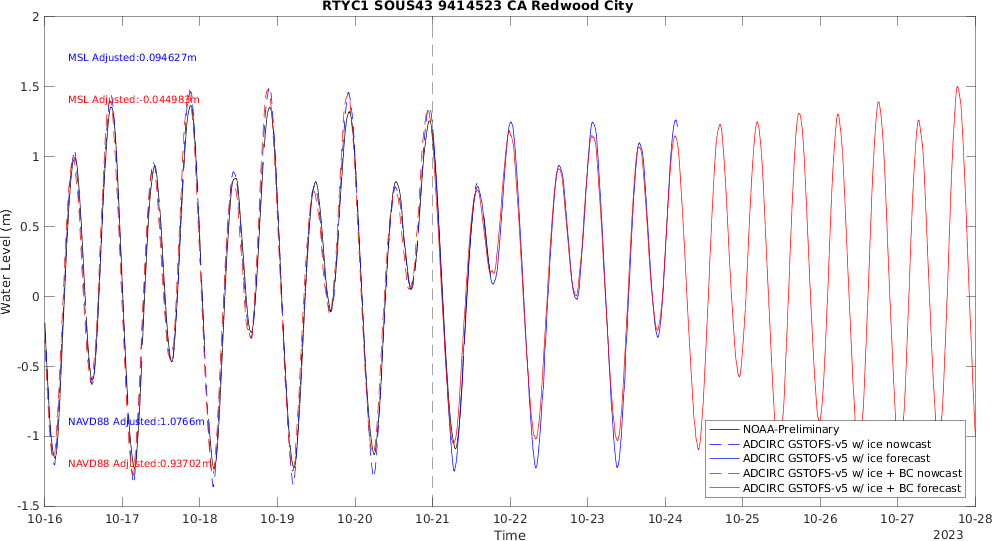 RTYC1 SOUS43 9414523 CA Redwood City
2
1.5
1
0.5
0
-0.5
-1
-1.5
Water Level (m)
MSL Adjusted:0.094627m
MSL Adjusted:-0.044983m
NAVD88 Adjusted:1.0766m
NAVD88 Adjusted:0.93702m
NOAA-Preliminary
ADCIRC GSTOFS-v5 w/ ice nowcast
ADCIRC GSTOFS-v5 w/ ice forecast
ADCIRC GSTOFS-v5 w/ ice + BC nowcast
ADCIRC GSTOFS-v5 w/ ice + BC forecast
10-16 10-17 10-18 10-19 10-20 10-21 10-22 10-23 10-24 10-25 10-26 10-27 10-28
Time
2023